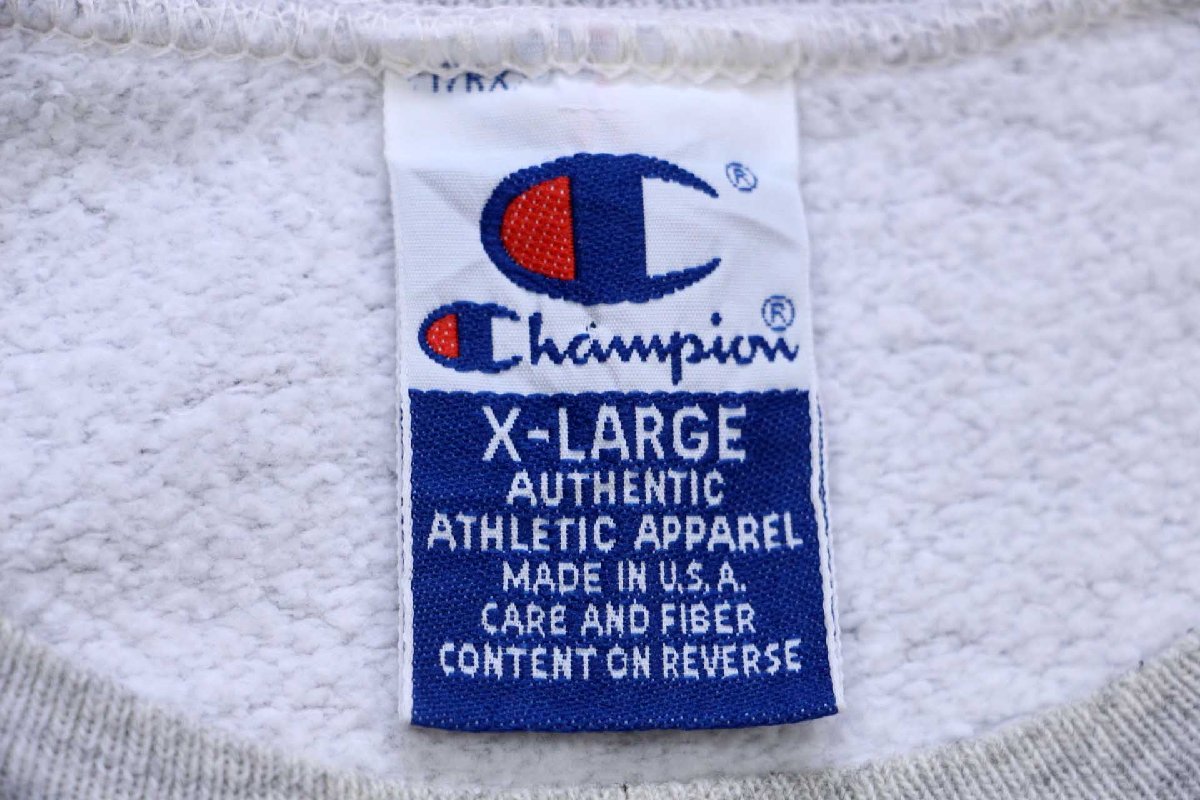 ®
Champion®
X-LARGE
AUTHENTIC
ATHLETIC APPAREL
MADE IN U.S.A.
CARE AND FIBER
CONTENT ON REVERSE